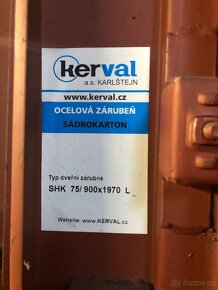 kerval
a.s. KARLŠTEJN
www.kerval.cz
OCELOVÁ ZÁRUBEŇ
SÁDROKARTON
Typ dveřní zárubně
SHK 75/ 900x1970 L
Website: www.KERVAL.cz
© Bazos.cz